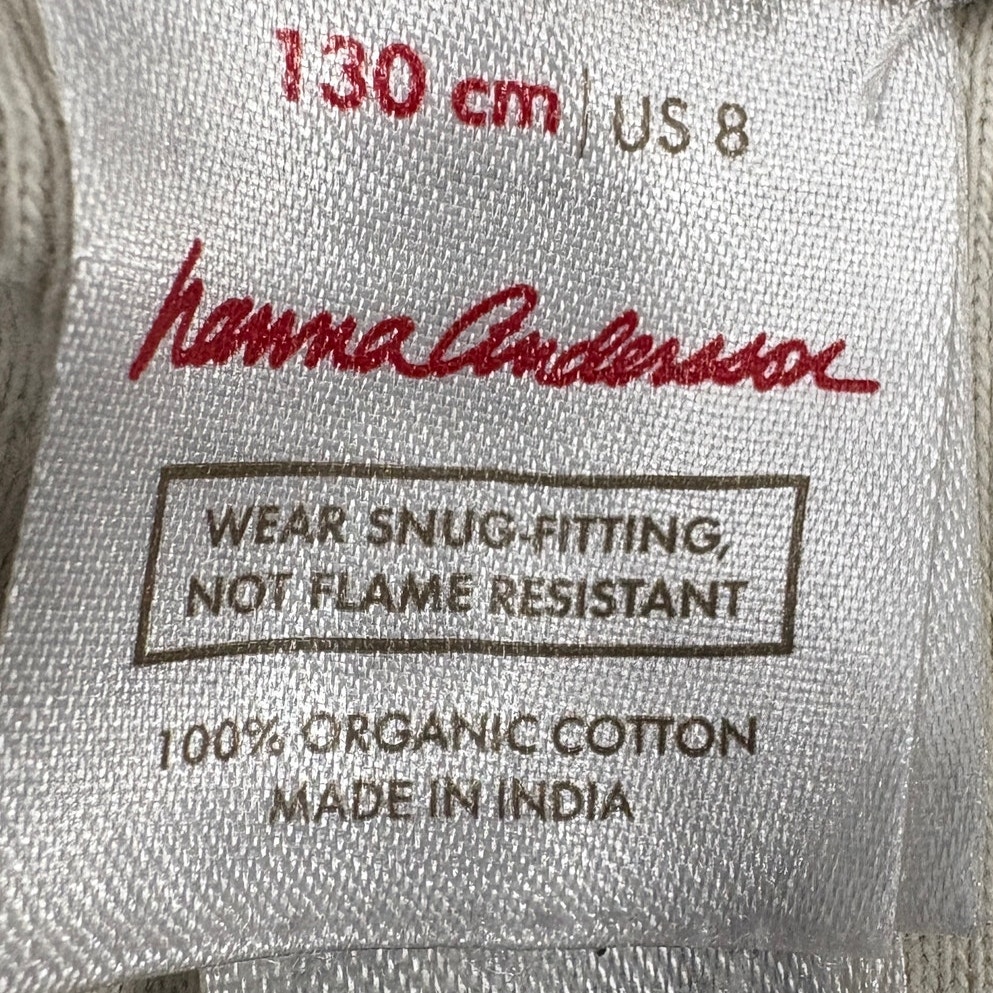 130 cm | US 8
hanna Andersson
WEAR SNUG-FITTING,
NOT FLAME RESISTANT
100% ORGANIC COTTON
MADE IN INDIA